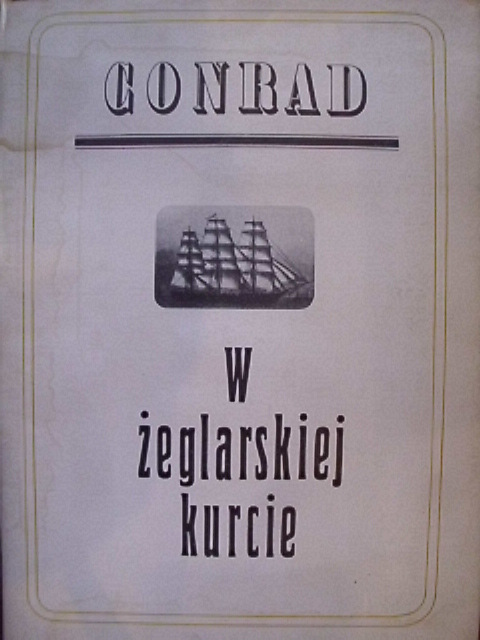 CONRAD
W
żeglarskiej
kurcie